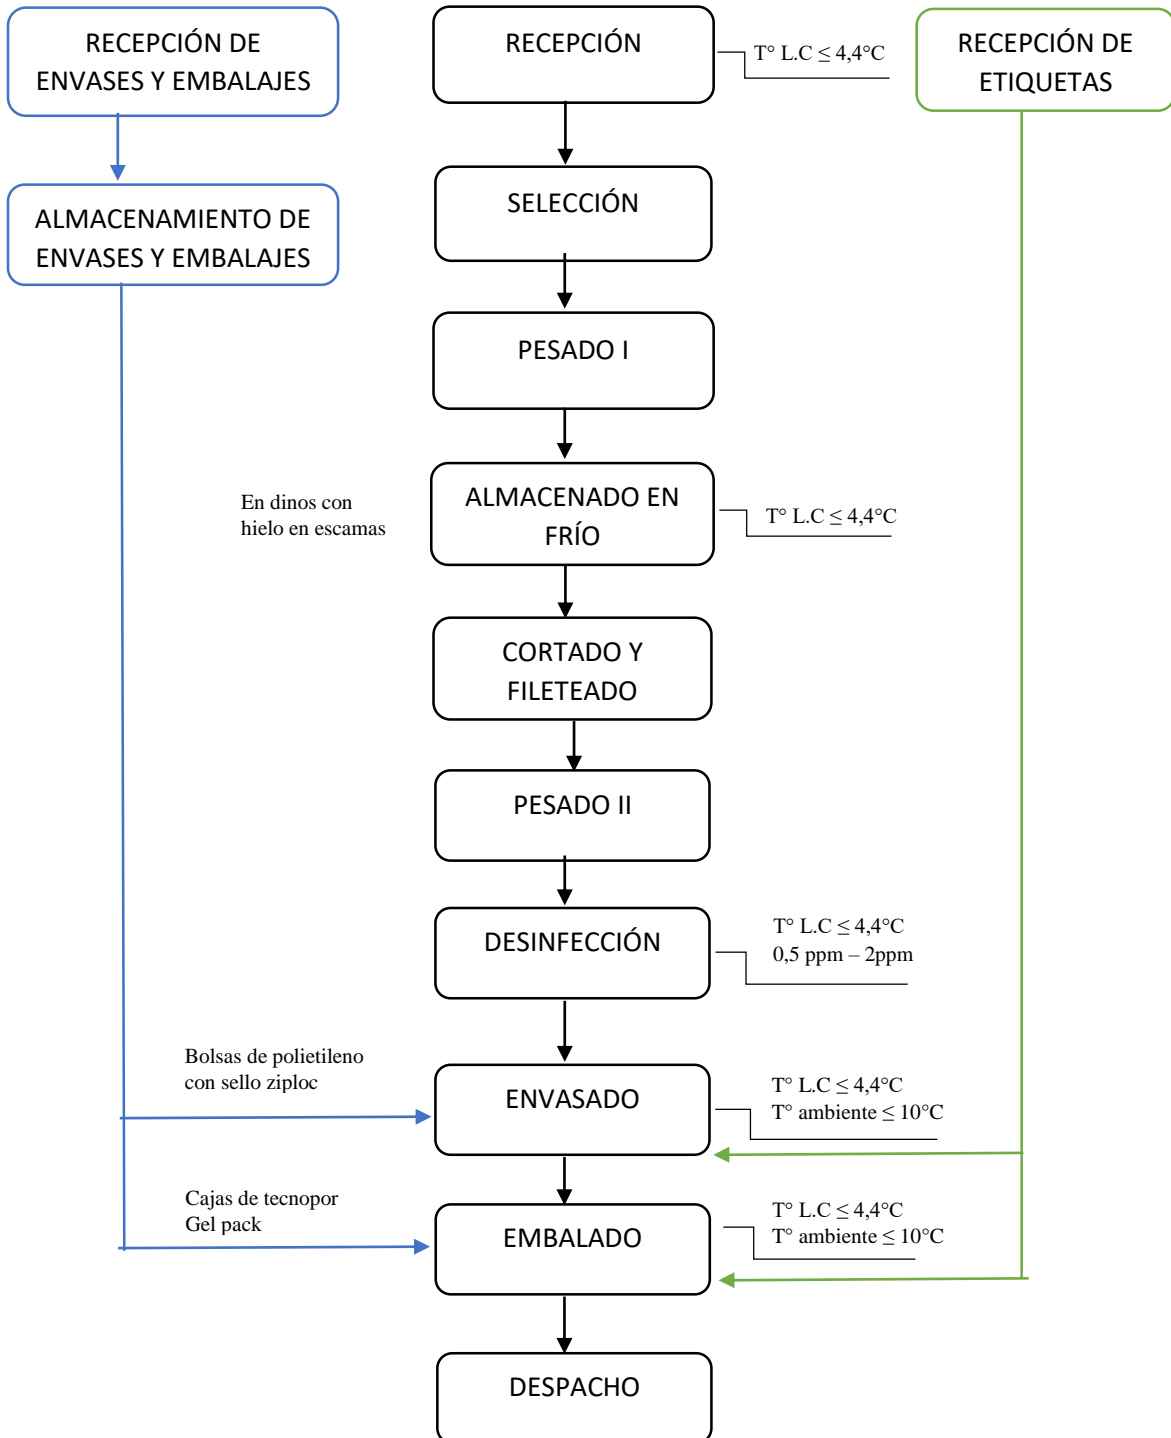 RECEPCIÓN DE
ENVASES Y EMBALAJES
RECEPCIÓN
T° L.C ≤ 4,4°C
RECEPCIÓN DE
ETIQUETAS
ALMACENAMIENTO DE
ENVASES Y EMBALAJES
SELECCIÓN
PESADO I
En dinos con
hielo en escamas
ALMACENADO EN
FRÍO
T° L.C ≤ 4,4°C
CORTADO Y
FILETEADO
PESADO II
DESINFECCIÓN
T° L.C ≤ 4,4°C
0,5 ppm – 2ppm
Bolsas de polietileno
con sello ziploc
ENVASADO
T° L.C ≤ 4,4°C
T° ambiente ≤ 10°C
Cajas de tecnopor
Gel pack
EMBALADO
T° L.C ≤ 4,4°C
T° ambiente ≤ 10°C
DESPACHO